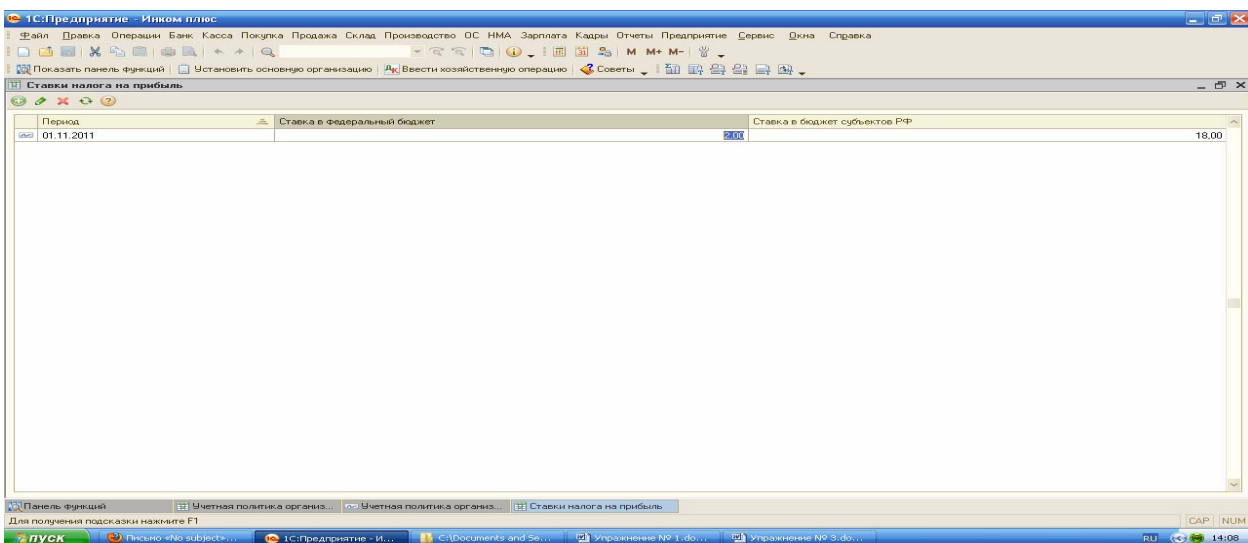 1С:Предприятие - Инком плюс
Файл Правка Операции Банк Касса Покупка Продажа Склад Производство ОС НМА Зарплата Кадры Отчеты Предприятие Сервис Окна Справка
M M+ M-
Показать панель функций Установить основную организацию Ввести хозяйственную операцию Советы
Ставки налога на прибыль
Период Ставка в федеральный бюджет Ставка в бюджет субъектов РФ
01.11.2011 2,00 18,00
Панель функций Учетная политика организ... Учетная политика организ... Ставки налога на прибыль
Для получения подсказки нажмите F1 CAP NUM
пуск Письмо «No subject»... 1С:Предприятие - И... C:\Documents and Se... Упражнение № 1.do... Упражнение № 3.do... RU 14:08